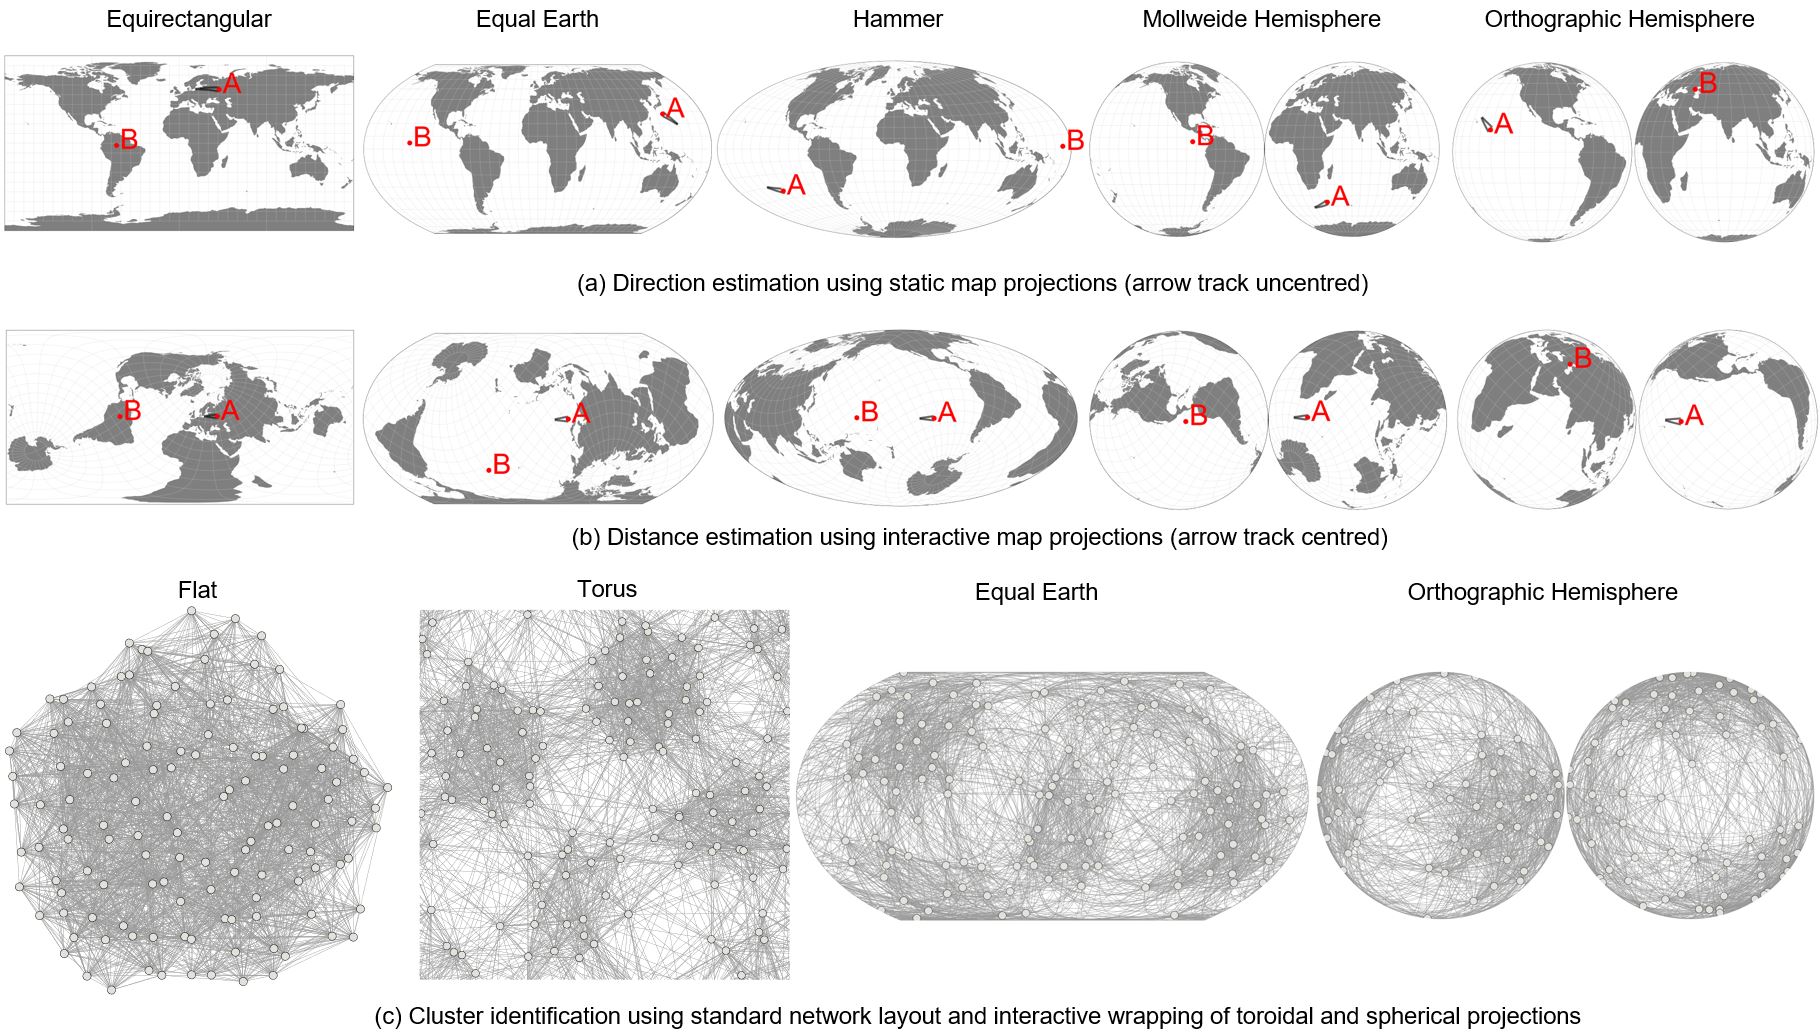 Equirectangular Equal Earth Hammer Mollweide Hemisphere Orthographic Hemisphere
A B A B A B B A A B
(a) Direction estimation using static map projections (arrow track uncentred)
B A A B B A B A B A
(b) Distance estimation using interactive map projections (arrow track centred)
Flat Torus Equal Earth Orthographic Hemisphere
(c) Cluster identification using standard network layout and interactive wrapping of toroidal and spherical projections